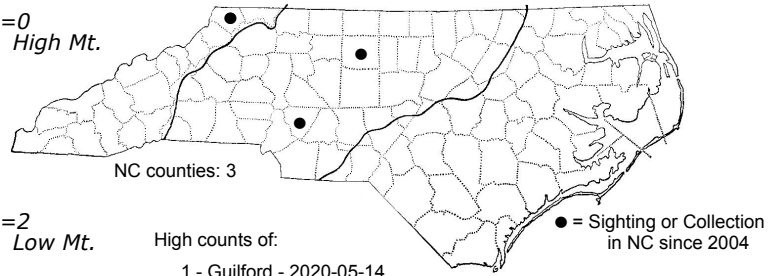 =0
High Mt.
NC counties: 3
=2
Low Mt.
High counts of:
1 - Guilford - 2020-05-14
● = Sighting or Collection
in NC since 2004